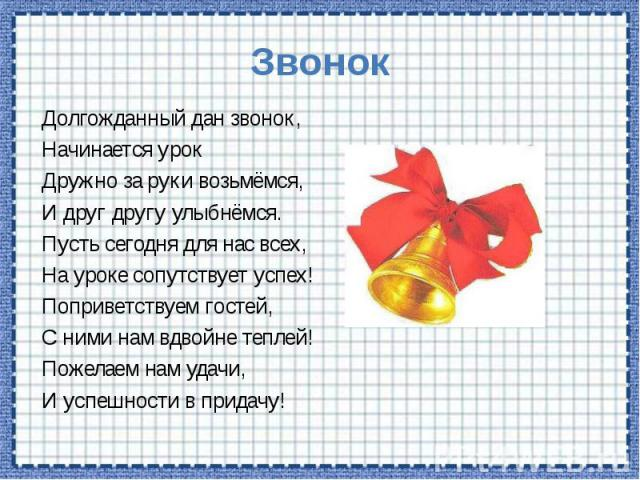 Звонок
Долгожданный дан звонок,
Начинается урок
Дружно за руки возьмёмся,
И друг другу улыбнёмся.
Пусть сегодня для нас всех,
На уроке сопутствует успех!
Поприветствуем гостей,
С ними нам вдвойне теплей!
Пожелаем нам удачи,
И успешности в придачу!